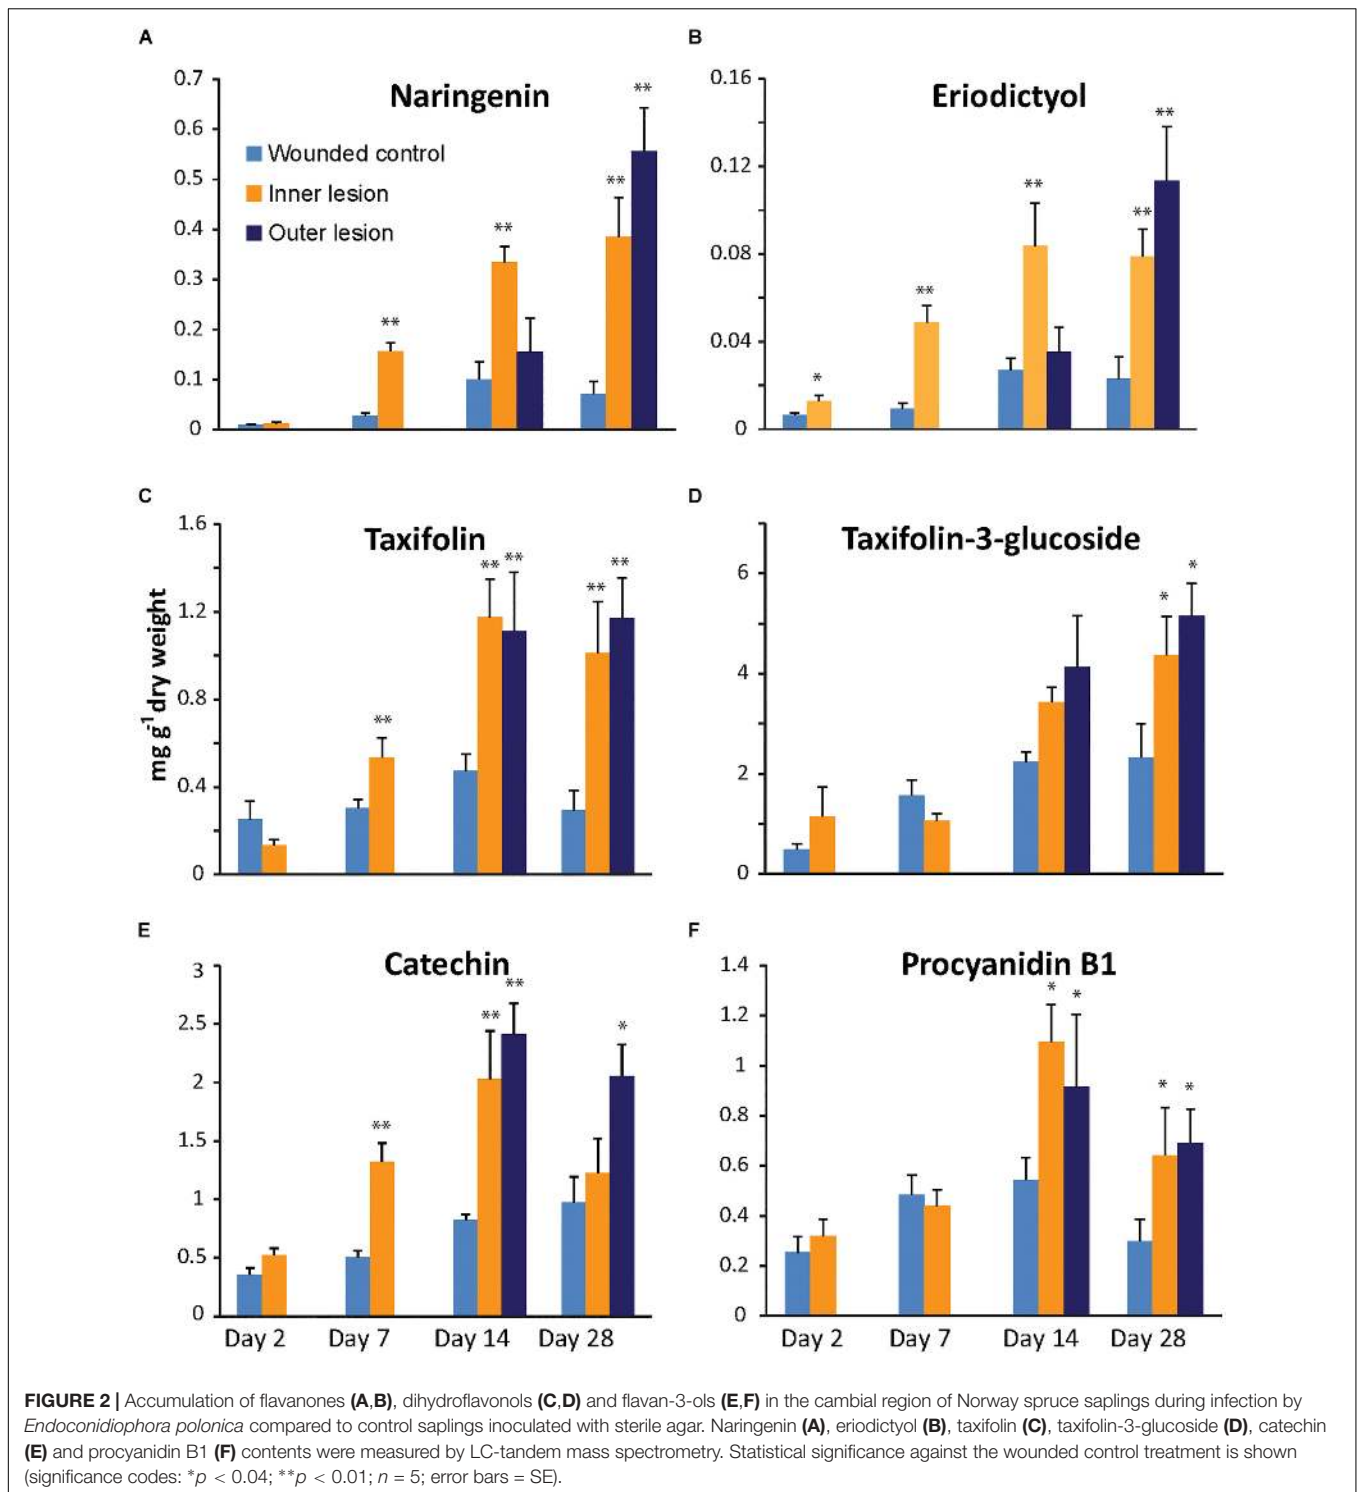 A
Naringenin
0.7
0.6
0.5
0.4
0.3
0.2
0.1
0
Wounded control
Inner lesion
Outer lesion
**
**
**
**
B
Eriodictyol
0.16
0.12
0.08
0.04
0
*
**
**
**
**
C
Taxifolin
mg g-1 dry weight
1.6
1.2
0.8
0.4
0
**
**
**
**
**
D
Taxifolin-3-glucoside
6
4
2
0
*
*
E
Catechin
3
2.5
2
1.5
1
0.5
0
**
**
**
*
Day 2 Day 7 Day 14 Day 28
F
Procyanidin B1
1.4
1.2
1
0.8
0.6
0.4
0.2
0
*
*
*
*
Day 2 Day 7 Day 14 Day 28
FIGURE 2 | Accumulation of flavanones (A,B), dihydroflavonols (C,D) and flavan-3-ols (E,F) in the cambial region of Norway spruce saplings during infection by
Endoconidiophora polonica compared to control saplings inoculated with sterile agar. Naringenin (A), eriodictyol (B), taxifolin (C), taxifolin-3-glucoside (D), catechin
(E) and procyanidin B1 (F) contents were measured by LC-tandem mass spectrometry. Statistical significance against the wounded control treatment is shown
(significance codes: *p < 0.04; **p < 0.01; n = 5; error bars = SE).